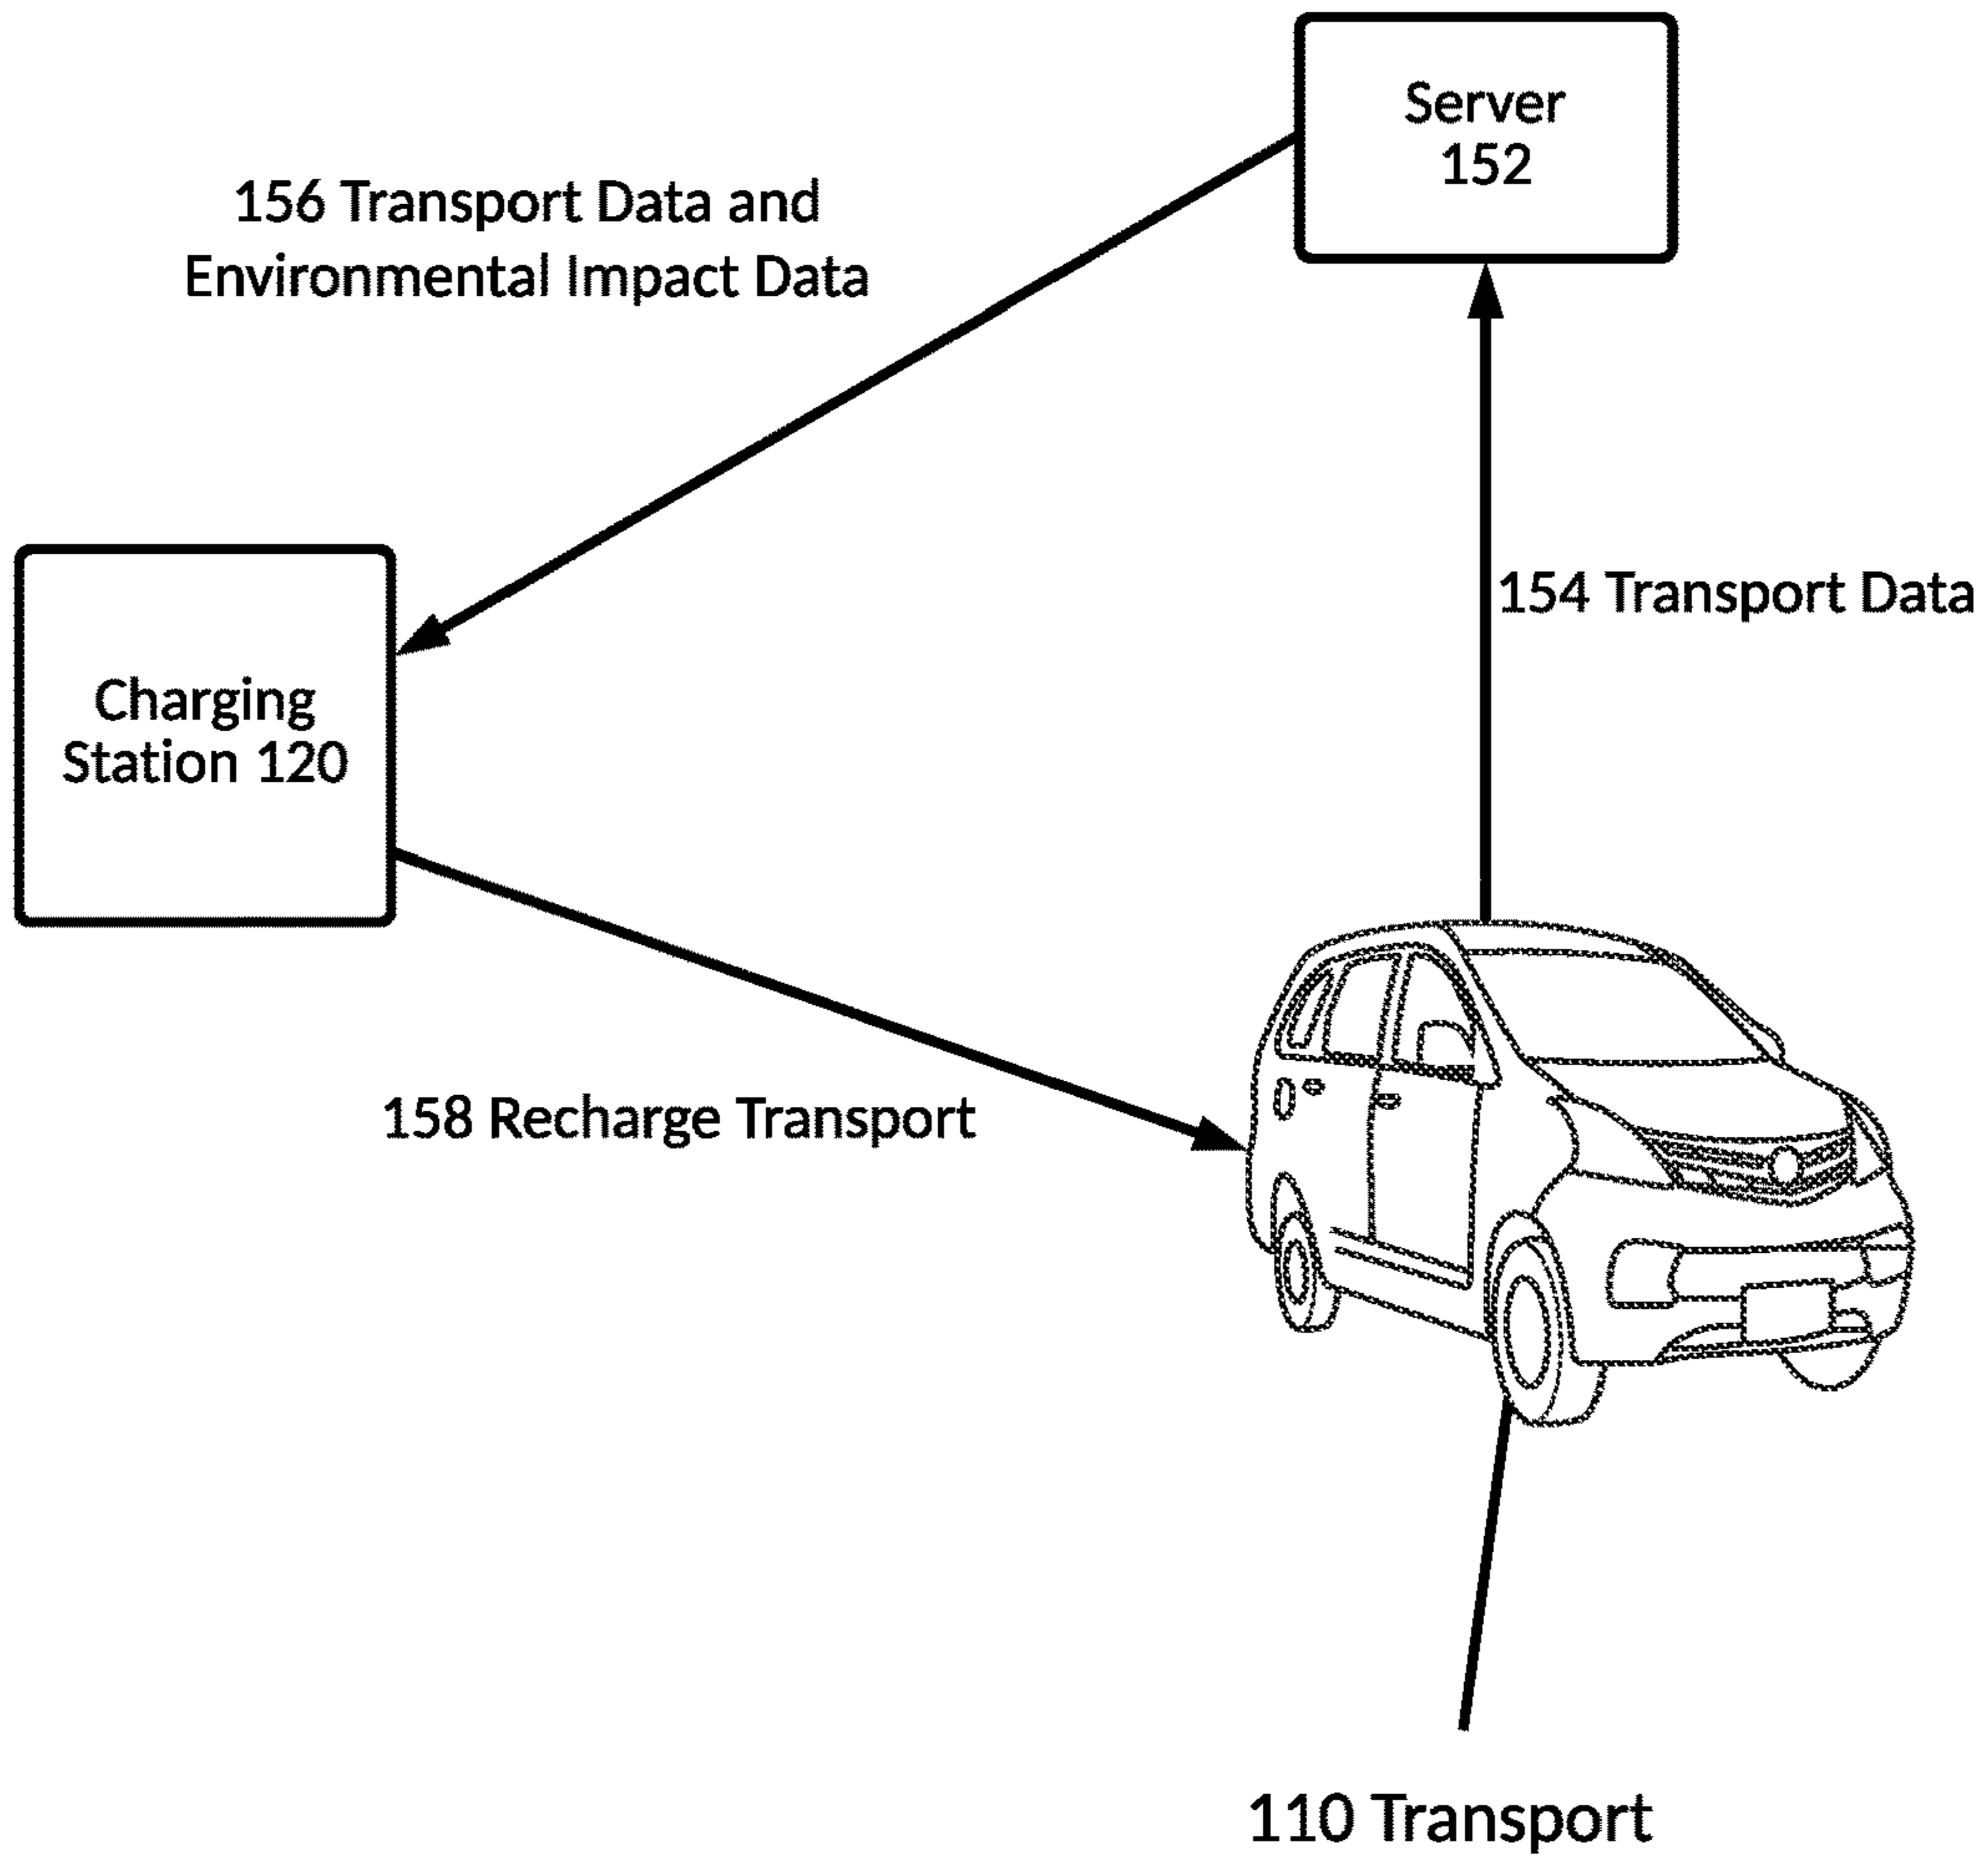 Server
152
156 Transport Data and
Environmental Impact Data
154 Transport Data
Charging
Station 120
158 Recharge Transport
110 Transport